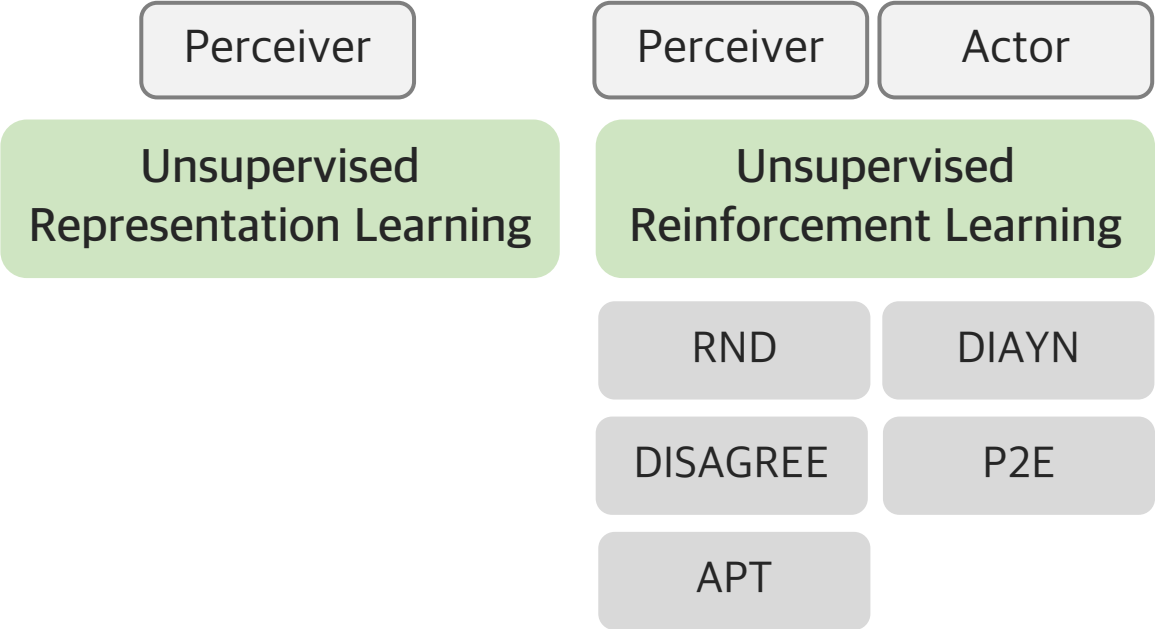 Perceiver
Perceiver
Actor
Unsupervised
Representation Learning
Unsupervised
Reinforcement Learning
RND
DIAYN
DISAGREE
P2E
APT